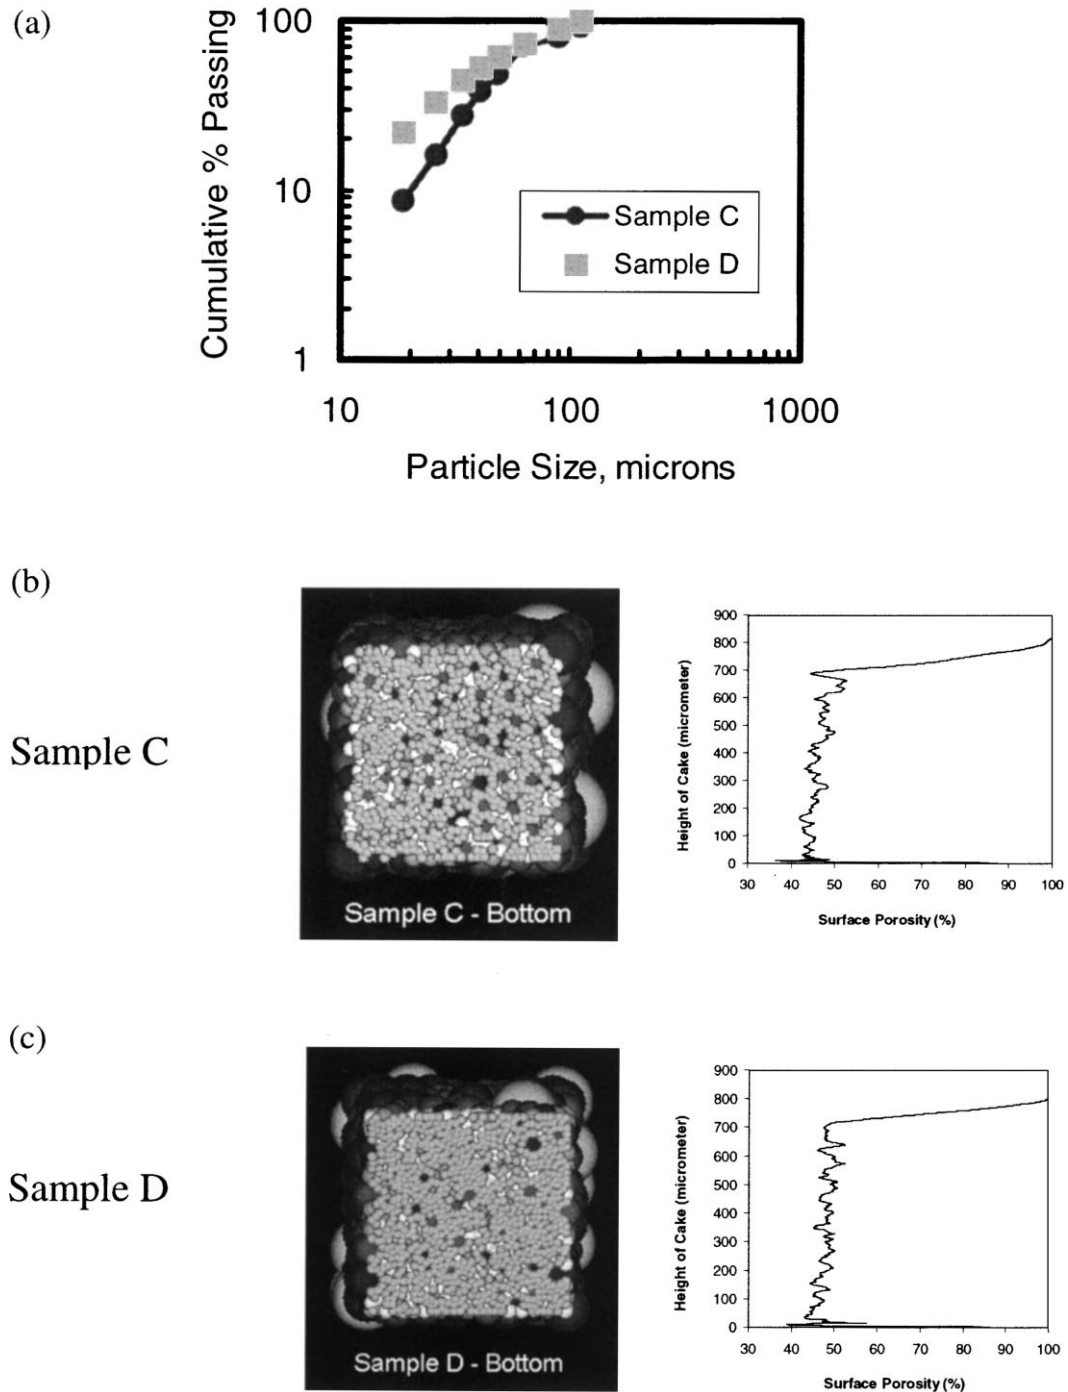 (a)
Cumulative % Passing
100
10
1
Sample C
Sample D
10 100 1000
Particle Size, microns
(b)
Sample C
Sample C - Bottom
Height of Cake (micrometer)
900
800
700
600
500
400
300
200
100
0
30 40 50 60 70 80 90 100
Surface Porosity (%)
(c)
Sample D
Sample D - Bottom
Height of Cake (micrometer)
900
800
700
600
500
400
300
200
100
0
30 40 50 60 70 80 90 100
Surface Porosity (%)